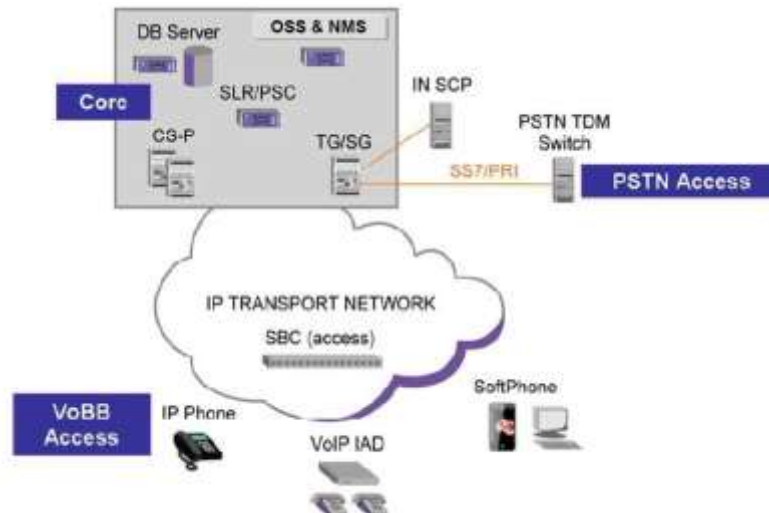 OSS & NMS
DB Server
Core
SLR/PSC
IN SCP
PSTN TDM
Switch
CS-P
TG/SG
SS7/PRI
PSTN Access
IP TRANSPORT NETWORK
SBC (access)
SoftPhone
VoBB
Access
IP Phone
VoIP IAD